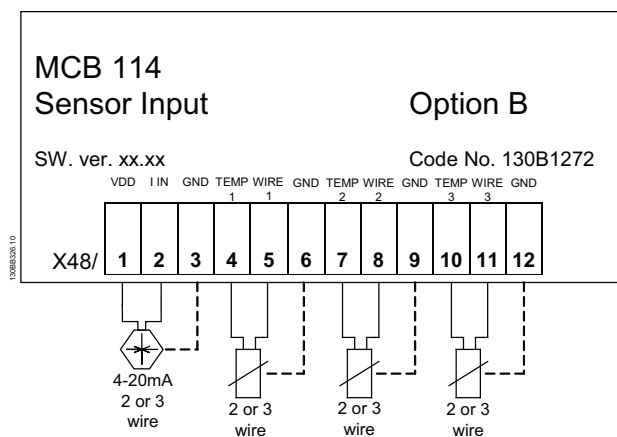 MCB 114
Sensor Input Option B
SW. ver. xx.xx Code No. 130B1272
VDD I IN GND TEMP 1 WIRE 1 GND TEMP 2 WIRE 2 GND TEMP 3 WIRE 3 GND
X48/ 1 2 3 4 5 6 7 8 9 10 11 12
130BB326.10
4-20mA
2 or 3
wire
2 or 3
wire
2 or 3
wire
2 or 3
wire